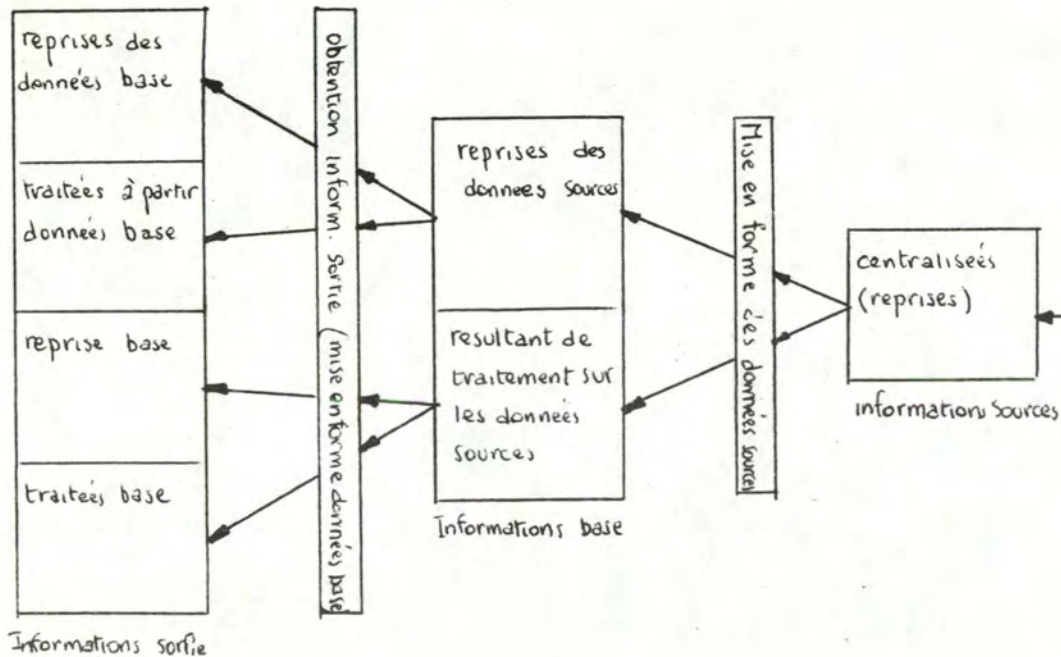 reprises des
données base
traitées à partir
données base
reprise base
traitées base
Informations sortie
obtention inform. sortie (mise en forme données base)
reprises des
données sources
resultant de
traitement sur
les données
sources
Informations base
Mise en forme des données sources
centralisées
(reprises)
information sources